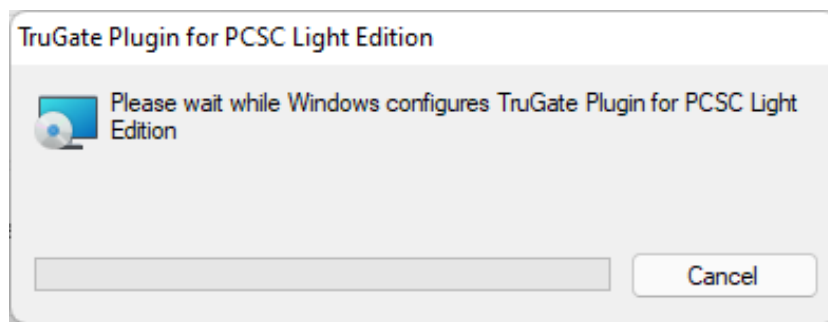 TruGate Plugin for PCSC Light Edition
Please wait while Windows configures TruGate Plugin for PCSC Light
Edition
Cancel